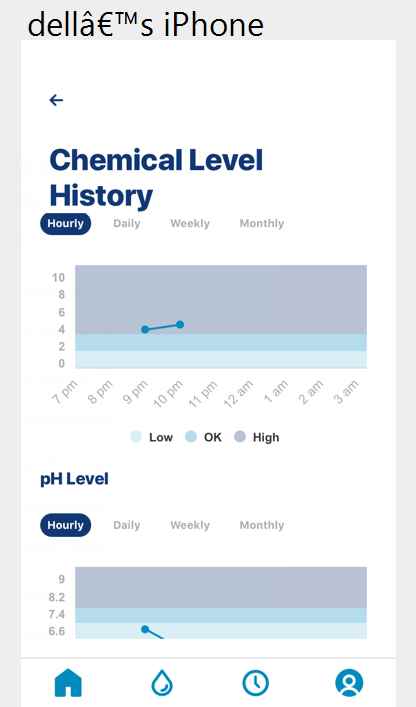 dellâ€™s iPhone
Chemical Level
History
Hourly Daily Weekly Monthly
10
8
6
4
2
0
7 pm 8 pm 9 pm 10 pm 11 pm 12 am 1 am 2 am 3 am
Low OK High
pH Level
Hourly Daily Weekly Monthly
9
8.2
7.4
6.6